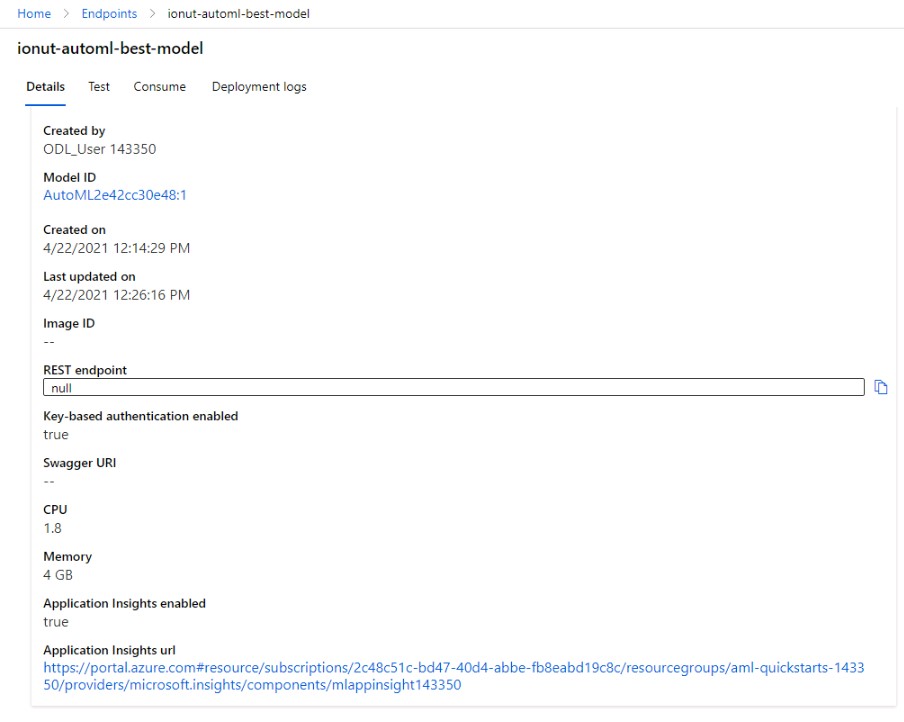 Home > Endpoints > ionut-automl-best-model
ionut-automl-best-model
Details Test Consume Deployment logs
Created by
ODL_User 143350
Model ID
AutoML2e42cc30e48:1
Created on
4/22/2021 12:14:29 PM
Last updated on
4/22/2021 12:26:16 PM
Image ID
--
REST endpoint
null
Key-based authentication enabled
true
Swagger URI
--
CPU
1.8
Memory
4 GB
Application Insights enabled
true
Application Insights url
https://portal.azure.com#resource/subscriptions/2c48c51c-bd47-40d4-abbe-fb8eabd19c8c/resourcegroups/aml-quickstarts-1433
50/providers/microsoft.insights/components/mlappinsight143350